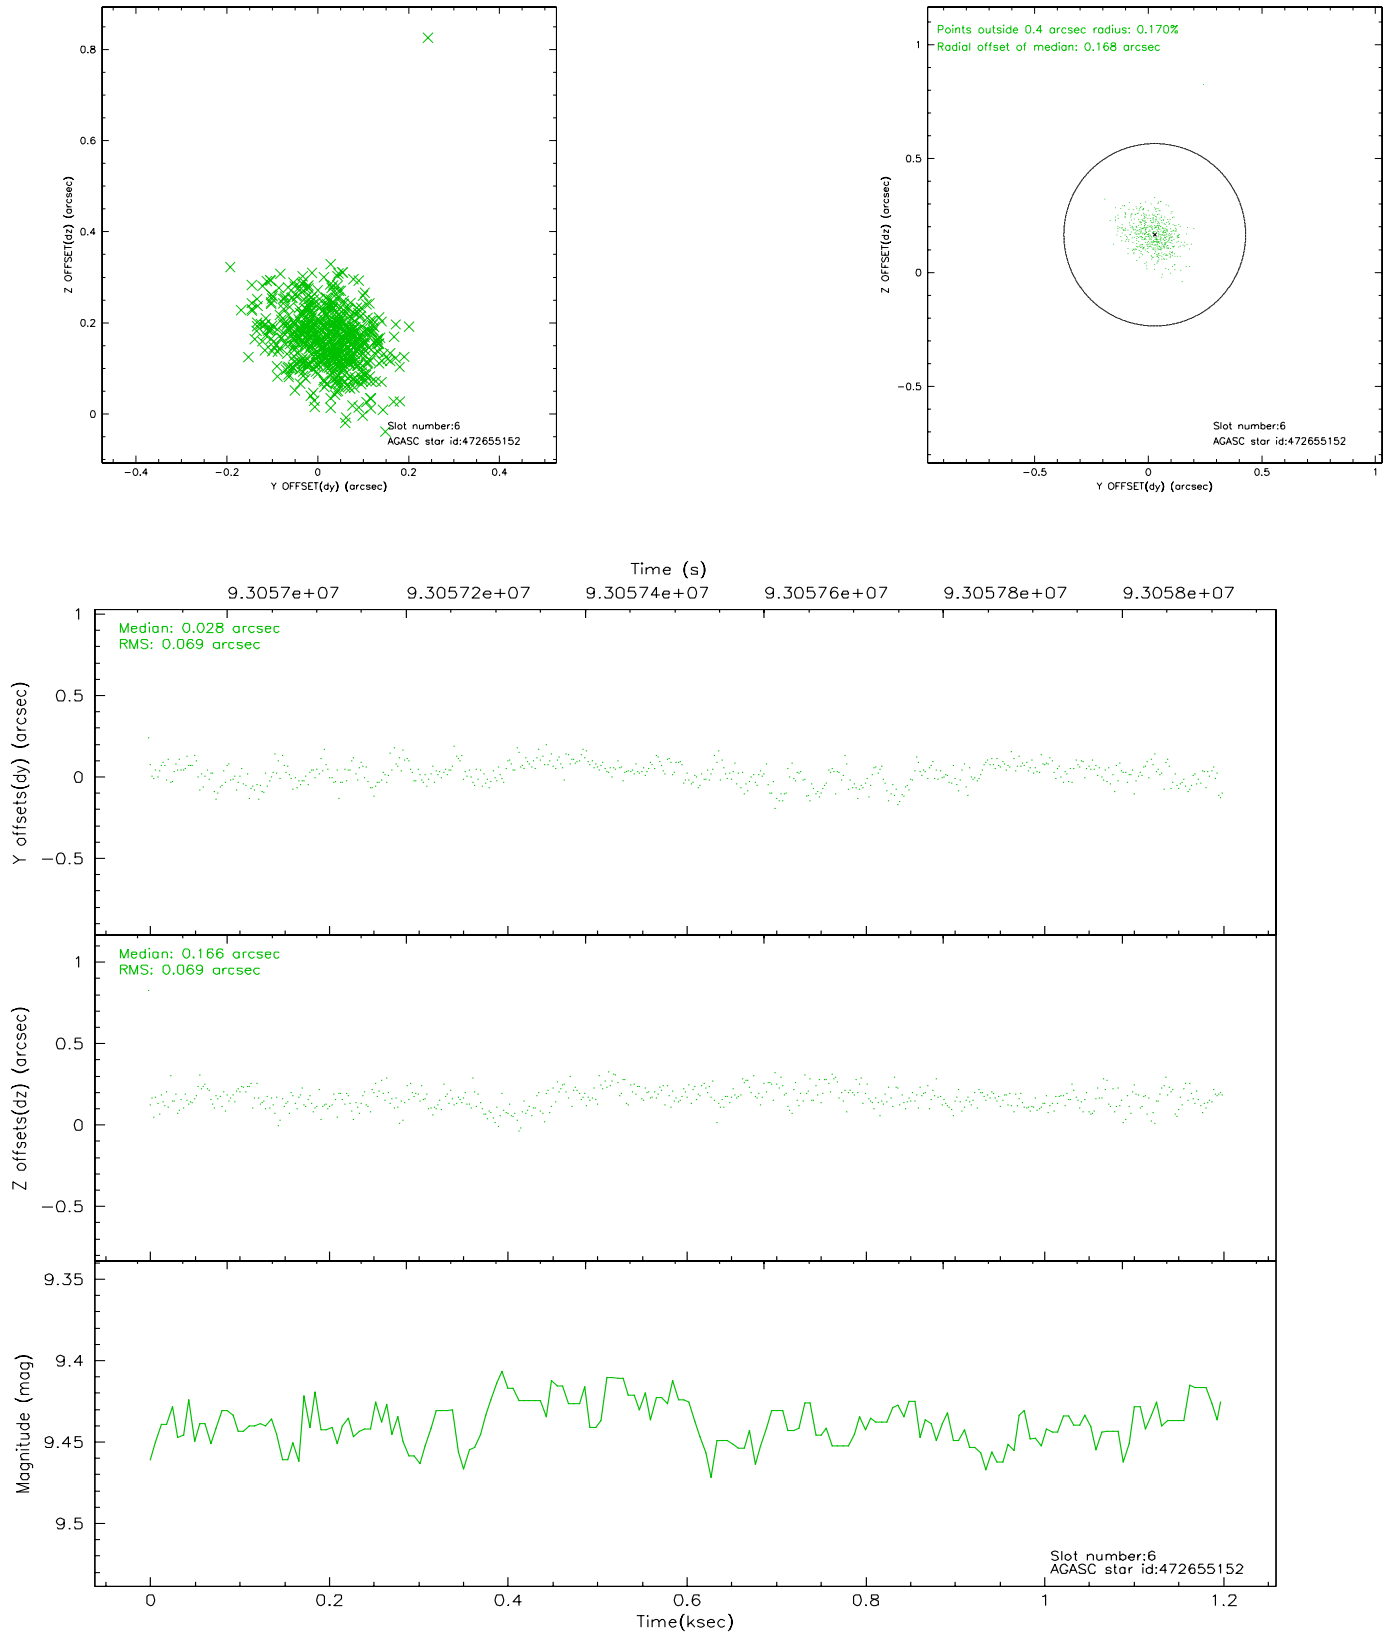 0.8
0.6
0.4
0.2
0
Z OFFSET(dz) (arcsec)
Slot number:6
AGASC star id:472655152
−0.4 −0.2 0 0.2 0.4
Y OFFSET(dy) (arcsec)
Points outside 0.4 arcsec radius: 0.170%
Radial offset of median: 0.168 arcsec
1
0.5
0
−0.5
Z OFFSET(dz) (arcsec)
Slot number:6
AGASC star id:472655152
−0.5 0 0.5 1
Y OFFSET(dy) (arcsec)
Time (s)
9.3057e+07 9.30572e+07 9.30574e+07 9.30576e+07 9.30578e+07 9.3058e+07
Median: 0.028 arcsec
RMS: 0.069 arcsec
1
0.5
0
−0.5
Y offsets(dy) (arcsec)
Median: 0.166 arcsec
RMS: 0.069 arcsec
1
0.5
0
−0.5
Z offsets(dz) (arcsec)
9.35
9.4
9.45
9.5
Magnitude (mag)
Slot number:6
AGASC star id:472655152
0 0.2 0.4 0.6 0.8 1 1.2
Time(ksec)